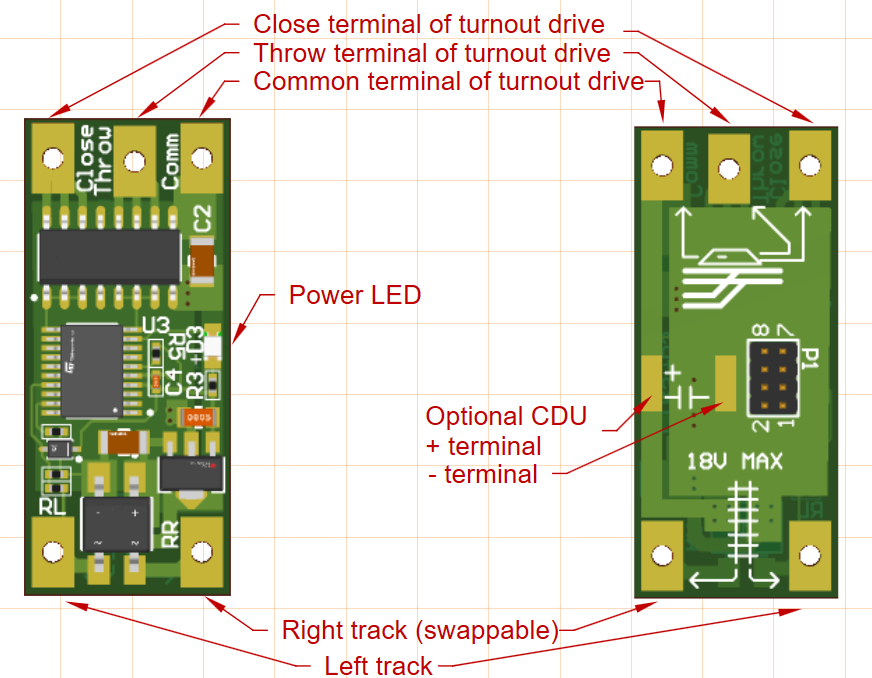 Close terminal of turnout drive
Throw terminal of turnout drive
Common terminal of turnout drive
Close
Throw
Comm
Comm
Thron
Close
C2
Power LED
U3
R5
+D3
C4
R3
8 7
P1
2 1
+
Optional CDU
+ terminal
- terminal
18V MAX
RL
- +
~ ~
RR
RL
Right track (swappable)
Left track